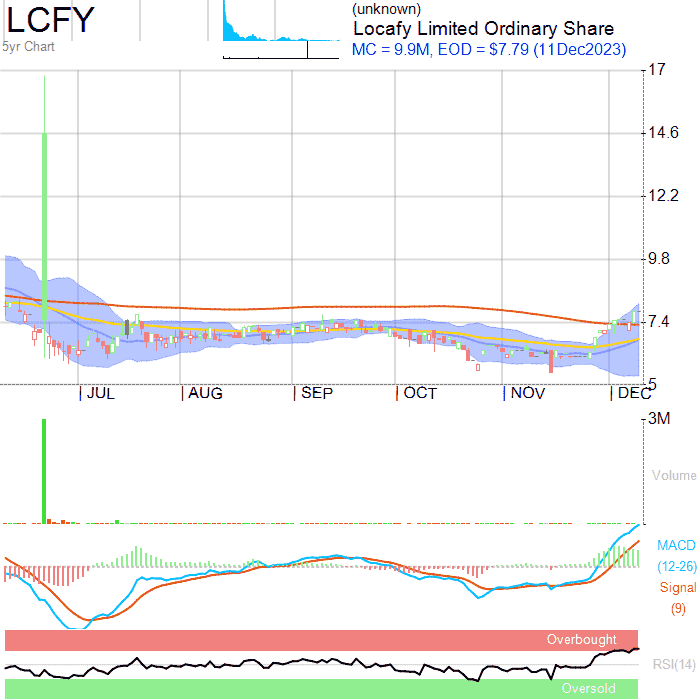 LCFY
5yr Chart
(unknown)
Locafy Limited Ordinary Share
MC = 9.9M, EOD = $7.79 (11Dec2023)
17
14.6
12.2
9.8
7.4
5
JUL AUG SEP OCT NOV DEC
3M
Volume
MACD
(12-26)
Signal
(9)
Overbought
RSI(14)
Oversold